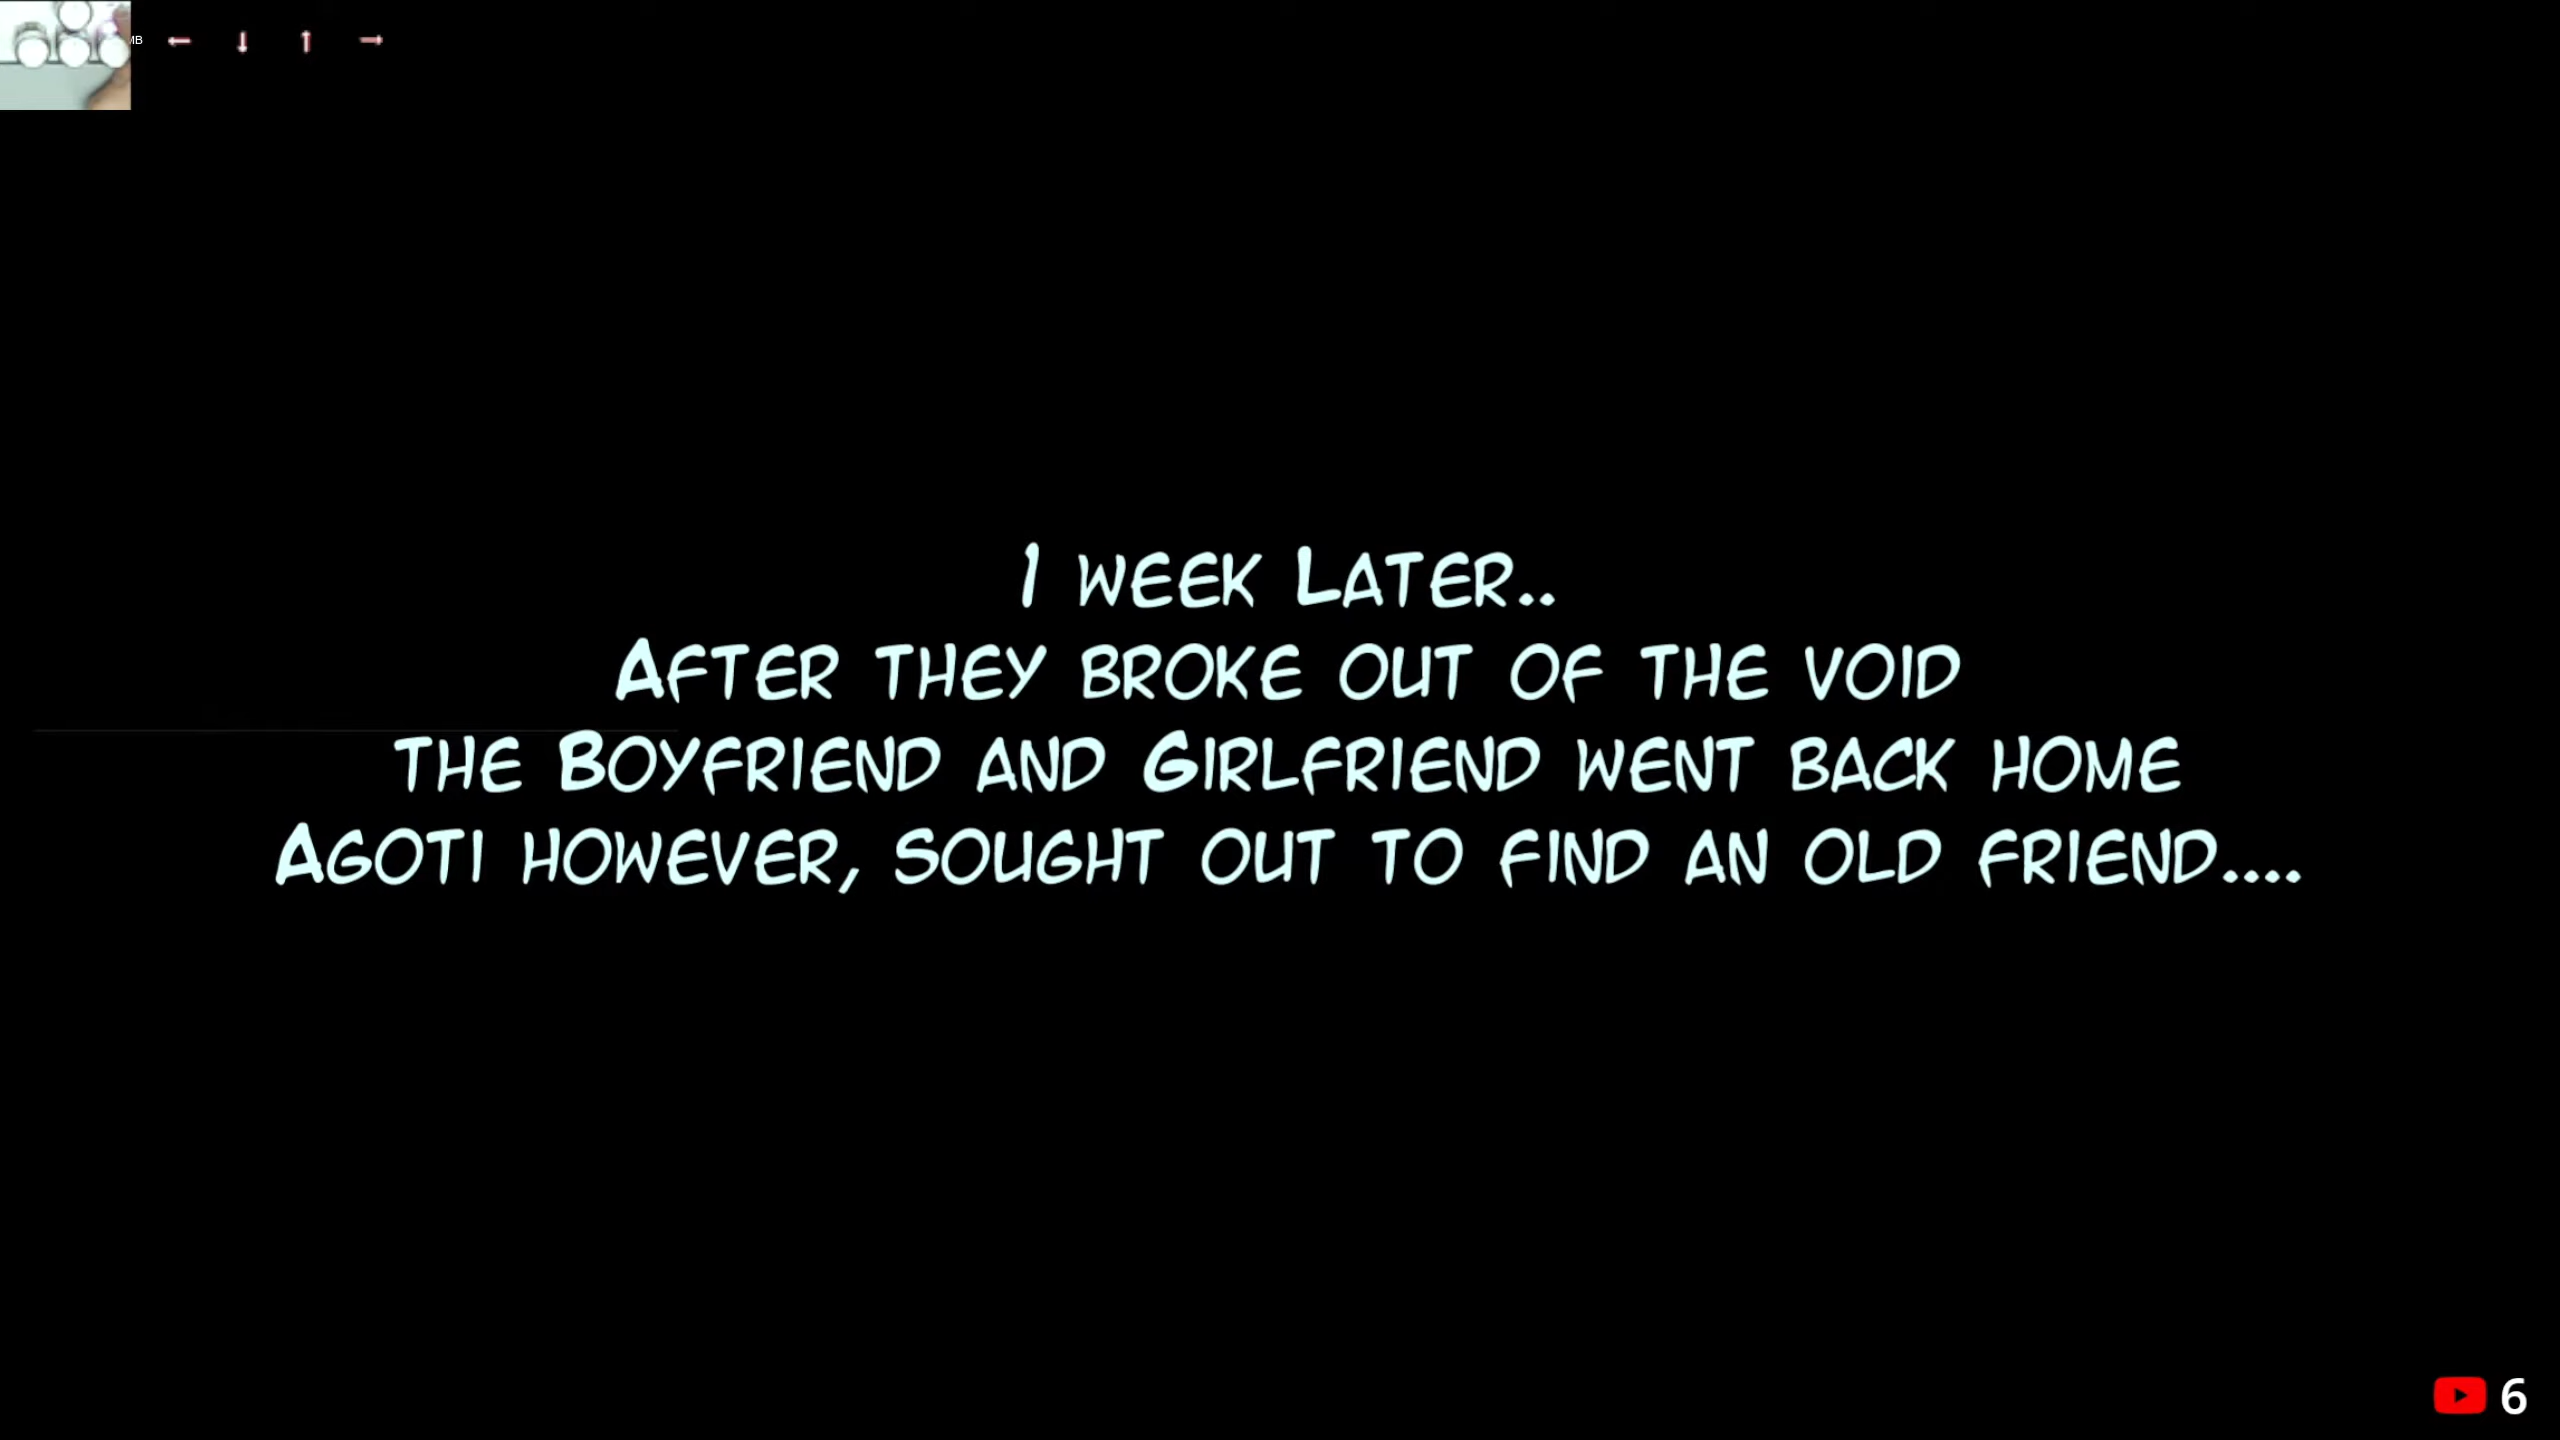 MB
1 week Later..
After they broke out of the void
the Boyfriend and Girlfriend went back home
Agoti however, sought out to find an old friend....
6